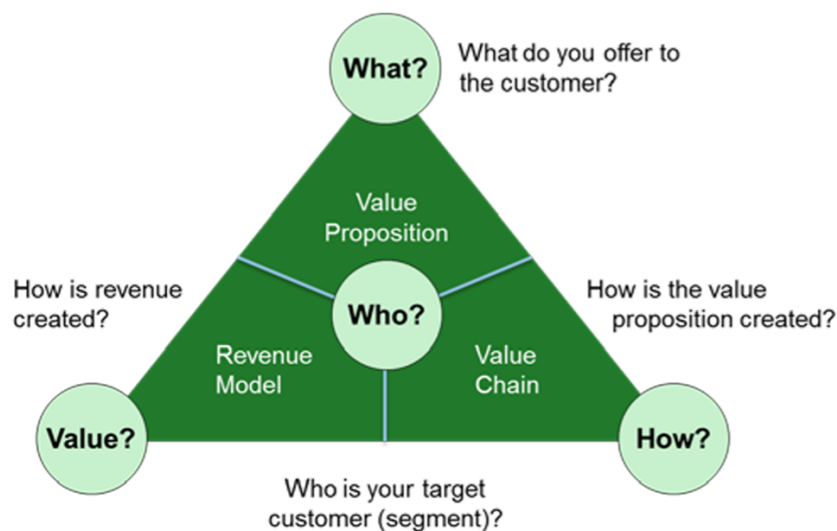 What?
What do you offer to
the customer?
Value
Proposition
How is revenue
created?
Who?
How is the value
proposition created?
Revenue
Model
Value
Chain
Value?
How?
Who is your target
customer (segment)?